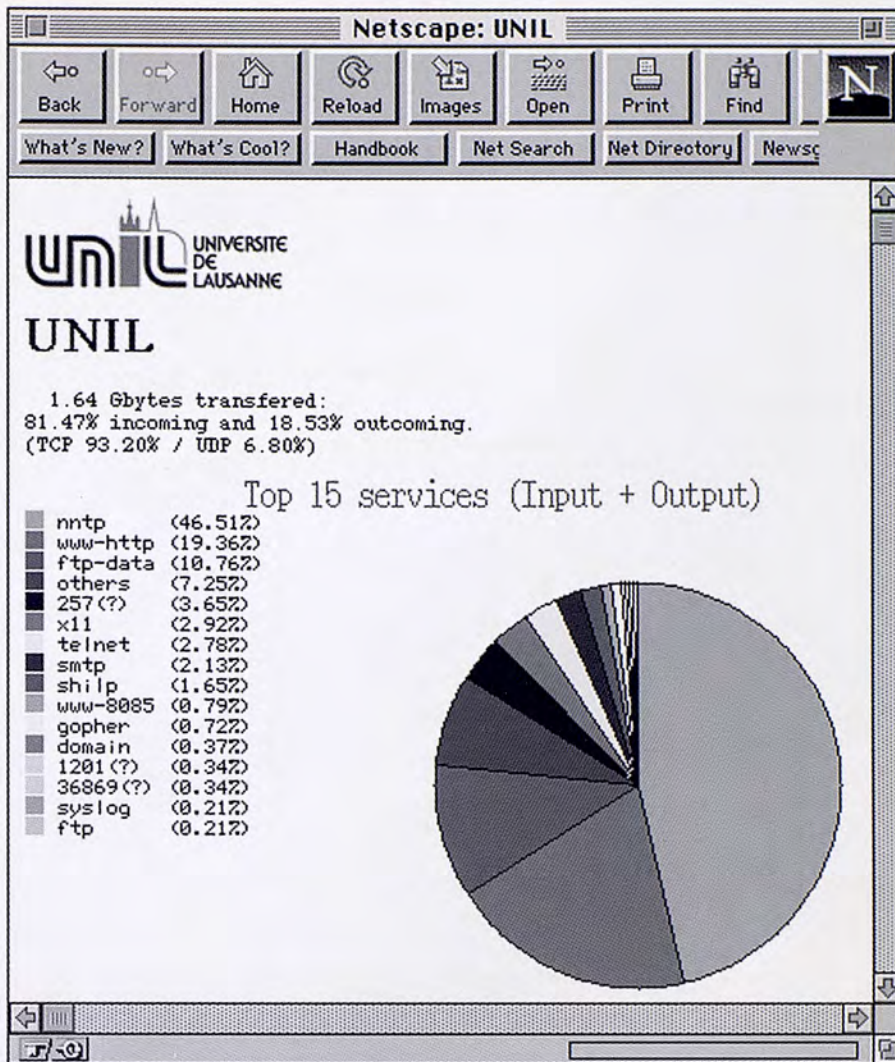 Netscape: UNIL
Back Forward Home Reload Images Open Print Find N
What's New? What's Cool? Handbook Net Search Net Directory Newsg
unil UNIVERSITE
DE
LAUSANNE
UNIL
1.64 Gbytes transfered:
81.47% incoming and 18.53% outcoming.
(TCP 93.20% / UDP 6.80%)
Top 15 services (Input + Output)
nntp (46.51%)
www-http (19.36%)
ftp-data (10.76%)
others (7.25%)
257(?) (3.65%)
x11 (2.92%)
telnet (2.78%)
smtp (2.13%)
shilp (1.65%)
www-8085 (0.79%)
gopher (0.72%)
domain (0.37%)
1201(?) (0.34%)
36869(?) (0.34%)
syslog (0.21%)
ftp (0.21%)